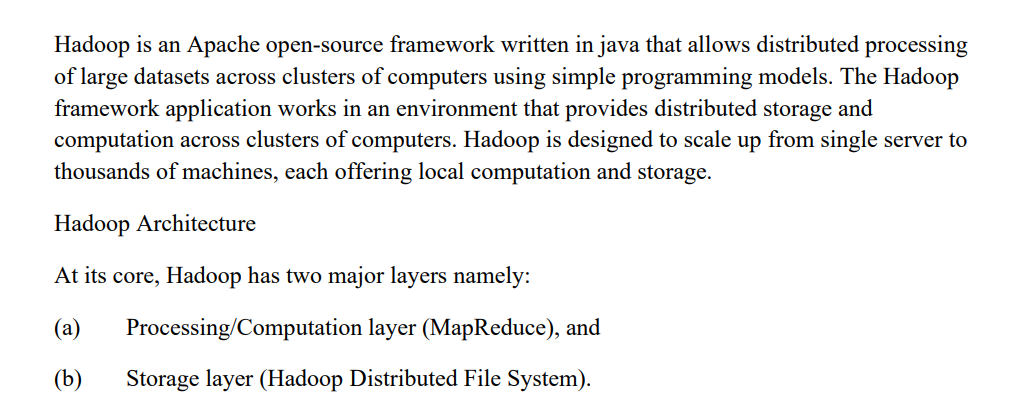 Hadoop is an Apache open-source framework written in java that allows distributed processing
of large datasets across clusters of computers using simple programming models. The Hadoop
framework application works in an environment that provides distributed storage and
computation across clusters of computers. Hadoop is designed to scale up from single server to
thousands of machines, each offering local computation and storage.
Hadoop Architecture
At its core, Hadoop has two major layers namely:
(a) Processing/Computation layer (MapReduce), and
(b) Storage layer (Hadoop Distributed File System).